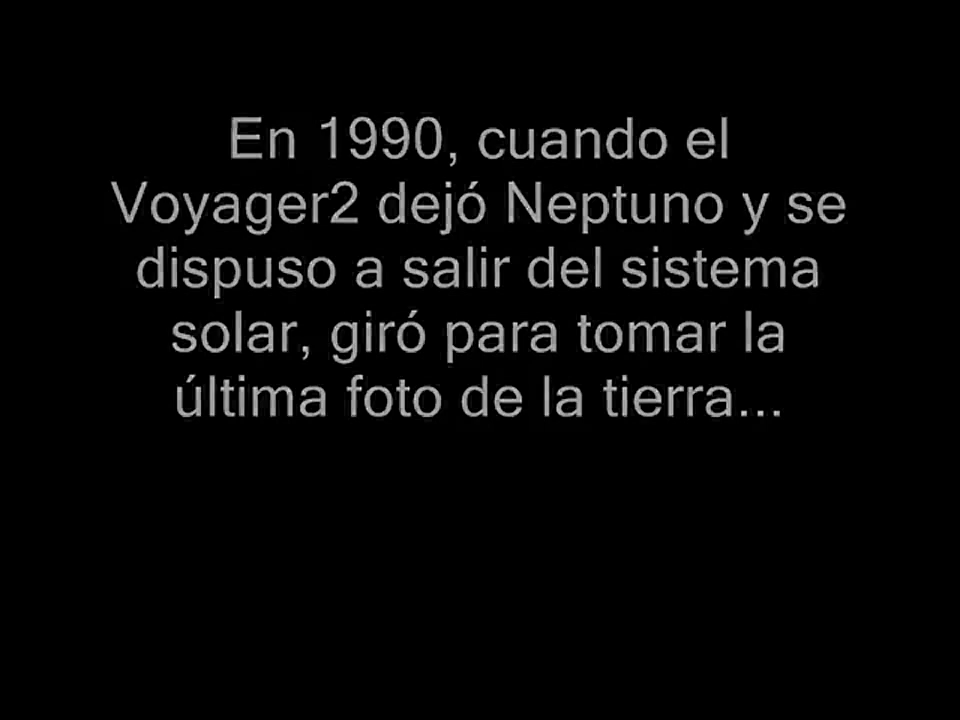 En 1990, cuando el
Voyager2 dejó Neptuno y se
dispuso a salir del sistema
solar, giró para tomar la
última foto de la tierra...